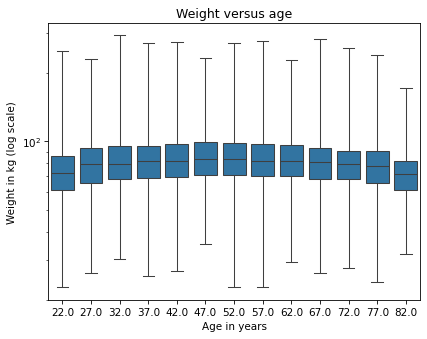 Weight versus age
Weight in kg (log scale)
10²
22.0 27.0 32.0 37.0 42.0 47.0 52.0 57.0 62.0 67.0 72.0 77.0 82.0
Age in years